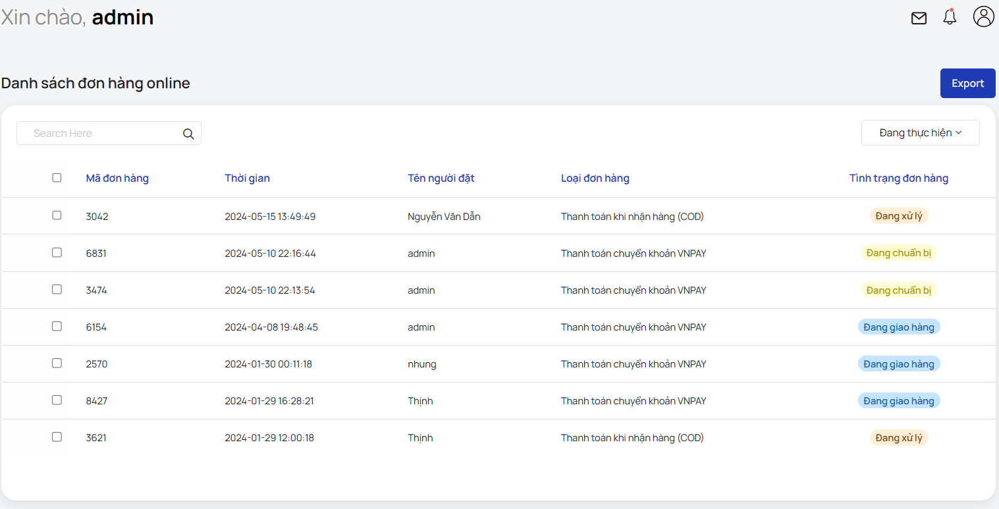 Xin chào, admin
Danh sách đơn hàng online
Export
Search Here
Đang thực hiện
Mã đơn hàng Thời gian Tên người đặt Loại đơn hàng Tình trạng đơn hàng
3042 2024-05-15 13:49:49 Nguyễn Văn Dẫn Thanh toán khi nhận hàng (COD) Đang xử lý
6831 2024-05-10 22:16:44 admin Thanh toán chuyển khoản VNPAY Đang chuẩn bị
3474 2024-05-10 22:13:54 admin Thanh toán chuyển khoản VNPAY Đang chuẩn bị
6154 2024-04-08 19:48:45 admin Thanh toán chuyển khoản VNPAY Đang giao hàng
2570 2024-01-30 00:11:18 nhung Thanh toán chuyển khoản VNPAY Đang giao hàng
8427 2024-01-29 16:28:21 Thịnh Thanh toán chuyển khoản VNPAY Đang giao hàng
3621 2024-01-29 12:00:18 Thịnh Thanh toán khi nhận hàng (COD) Đang xử lý